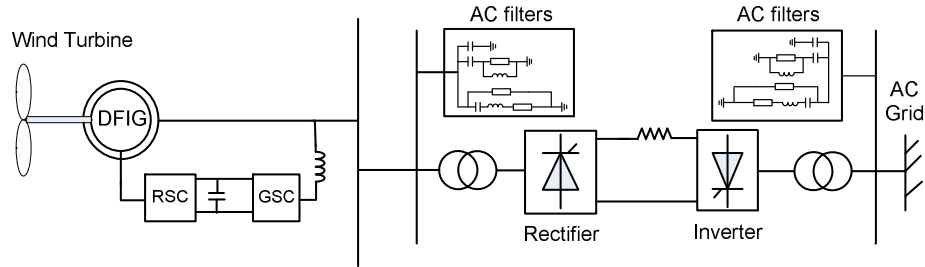 AC filters
AC filters
Wind Turbine
DFIG
AC
Grid
RSC
GSC
Rectifier
Inverter